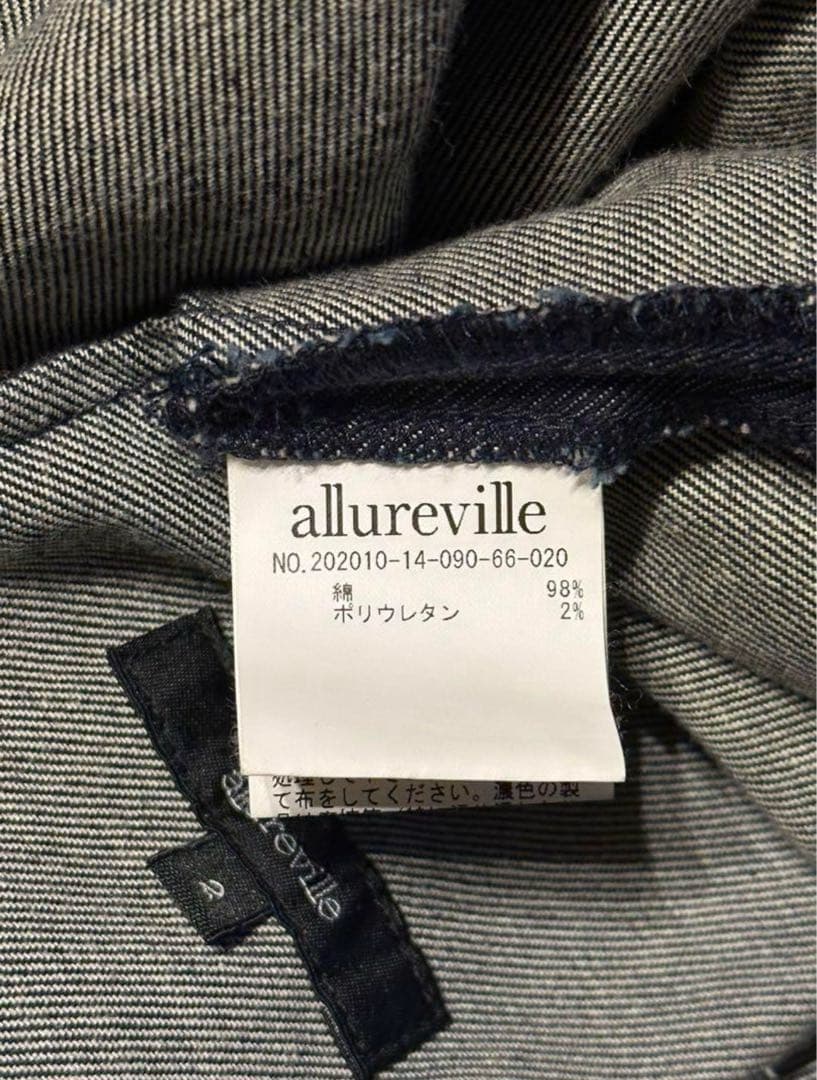 allureville
NO.202010-14-090-66-020
綿 98%
ポリウレタン 2%
て布をしてください。濃色の製
allureville
2